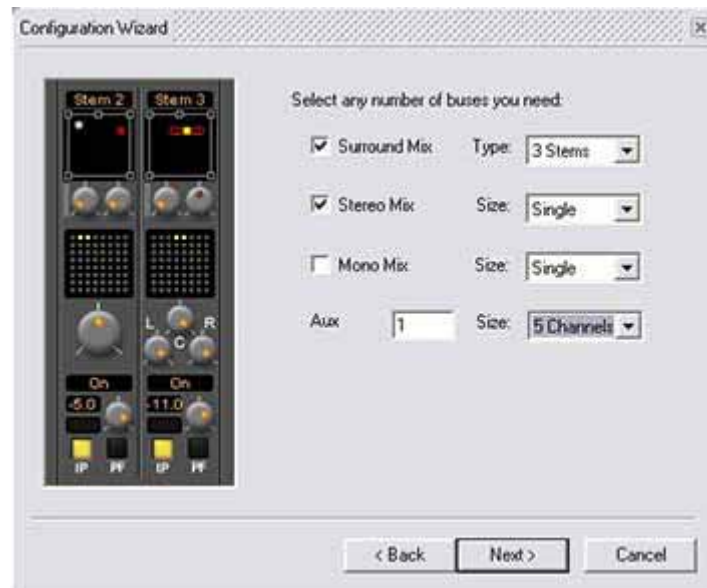 Configuration Wizard
Stem 2 Stem 3
Select any number of buses you need:
Surround Mix Type: 3 Stems
Stereo Mix Size: Single
Mono Mix Size: Single
Aux 1 Size: 5 Channels
L R
C
On On
-5.0 -11.0
IP PF IP PF
< Back Next > Cancel